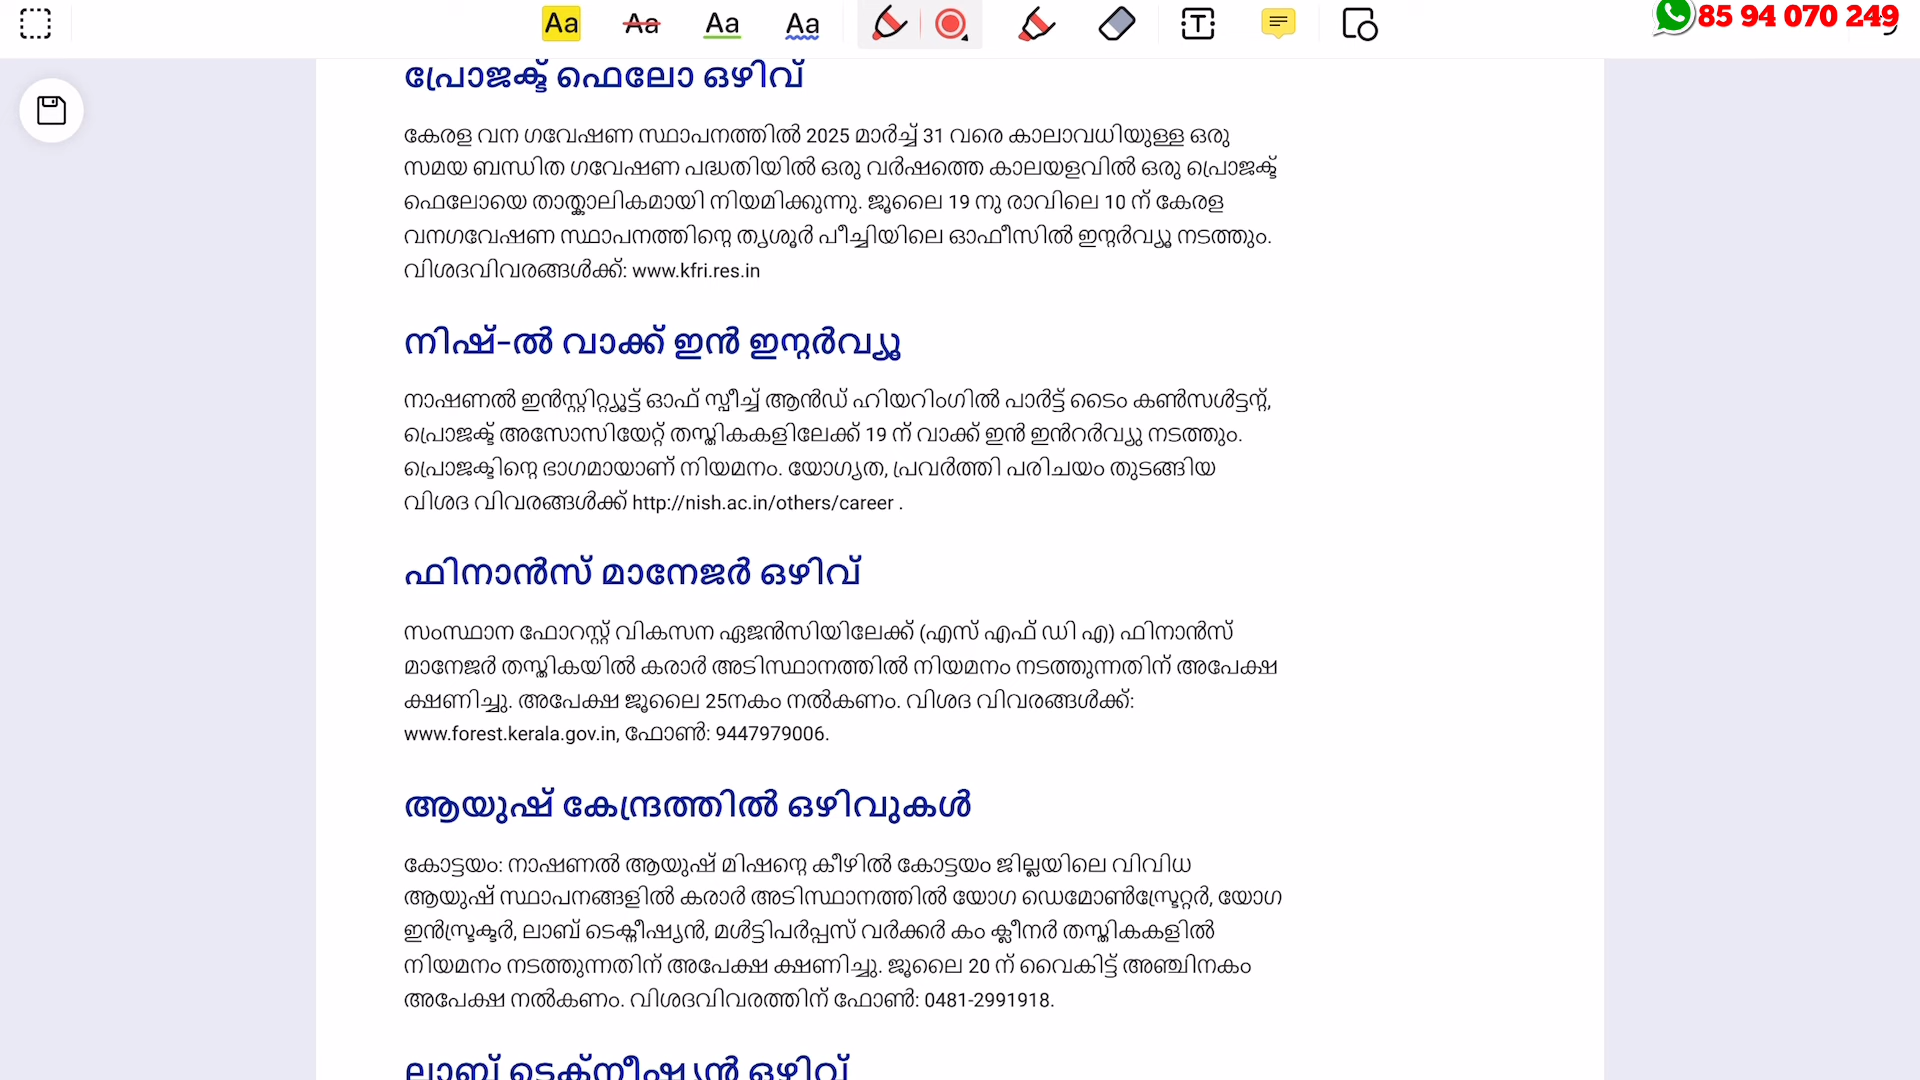 Aa Aa Aa Aa T
85 94 070 249
പ്രോജക്ട് ഫെലോ ഒഴിവ്
കേരള വന ഗവേഷണ സ്ഥാപനത്തിൽ 2025 മാർച്ച് 31 വരെ കാലാവധിയുള്ള ഒരു
സമയ ബന്ധിത ഗവേഷണ പദ്ധതിയിൽ ഒരു വർഷത്തെ കാലയളവിൽ ഒരു പ്രൊജക്ട്
ഫെലോയെ താത്കാലികമായി നിയമിക്കുന്നു. ജൂലൈ 19 നു രാവിലെ 10 ന് കേരള
വനഗവേഷണ സ്ഥാപനത്തിന്റെ തൃശൂർ പീച്ചിയിലെ ഓഫീസിൽ ഇന്റർവ്യൂ നടത്തും.
വിശദവിവരങ്ങൾക്ക്: www.kfri.res.in
നിഷ്-ൽ വാക്ക് ഇൻ ഇന്റർവ്യൂ
നാഷണൽ ഇൻസ്റ്റിറ്റ്യൂട്ട് ഓഫ് സ്പീച്ച് ആൻഡ് ഹിയറിംഗിൽ പാർട്ട് ടൈം കൺസൾട്ടന്റ്,
പ്രൊജക്ട് അസോസിയേറ്റ് തസ്തികകളിലേക്ക് 19 ന് വാക്ക് ഇൻ ഇൻറർവ്യു നടത്തും.
പ്രൊജക്ടിന്റെ ഭാഗമായാണ് നിയമനം. യോഗ്യത, പ്രവർത്തി പരിചയം തുടങ്ങിയ
വിശദ വിവരങ്ങൾക്ക് http://nish.ac.in/others/career .
ഫിനാൻസ് മാനേജർ ഒഴിവ്
സംസ്ഥാന ഫോറസ്റ്റ് വികസന ഏജൻസിയിലേക്ക് (എസ് എഫ് ഡി എ) ഫിനാൻസ്
മാനേജർ തസ്തികയിൽ കരാർ അടിസ്ഥാനത്തിൽ നിയമനം നടത്തുന്നതിന് അപേക്ഷ
ക്ഷണിച്ചു. അപേക്ഷ ജൂലൈ 25നകം നൽകണം. വിശദ വിവരങ്ങൾക്ക്:
www.forest.kerala.gov.in, ഫോൺ: 9447979006.
ആയുഷ് കേന്ദ്രത്തിൽ ഒഴിവുകൾ
കോട്ടയം: നാഷണൽ ആയുഷ് മിഷന്റെ കീഴിൽ കോട്ടയം ജില്ലയിലെ വിവിധ
ആയുഷ് സ്ഥാപനങ്ങളിൽ കരാർ അടിസ്ഥാനത്തിൽ യോഗ ഡെമോൺസ്ട്രേറ്റർ, യോഗ
ഇൻസ്ട്രക്ടർ, ലാബ് ടെക്നീഷ്യൻ, മൾട്ടിപർപ്പസ് വർക്കർ കം ക്ലീനർ തസ്തികകളിൽ
നിയമനം നടത്തുന്നതിന് അപേക്ഷ ക്ഷണിച്ചു. ജൂലൈ 20 ന് വൈകിട്ട് അഞ്ചിനകം
അപേക്ഷ നൽകണം. വിശദവിവരത്തിന് ഫോൺ: 0481-2991918.
ലാബ് ടെക്നീഷ്യൻ ഒഴിവ്